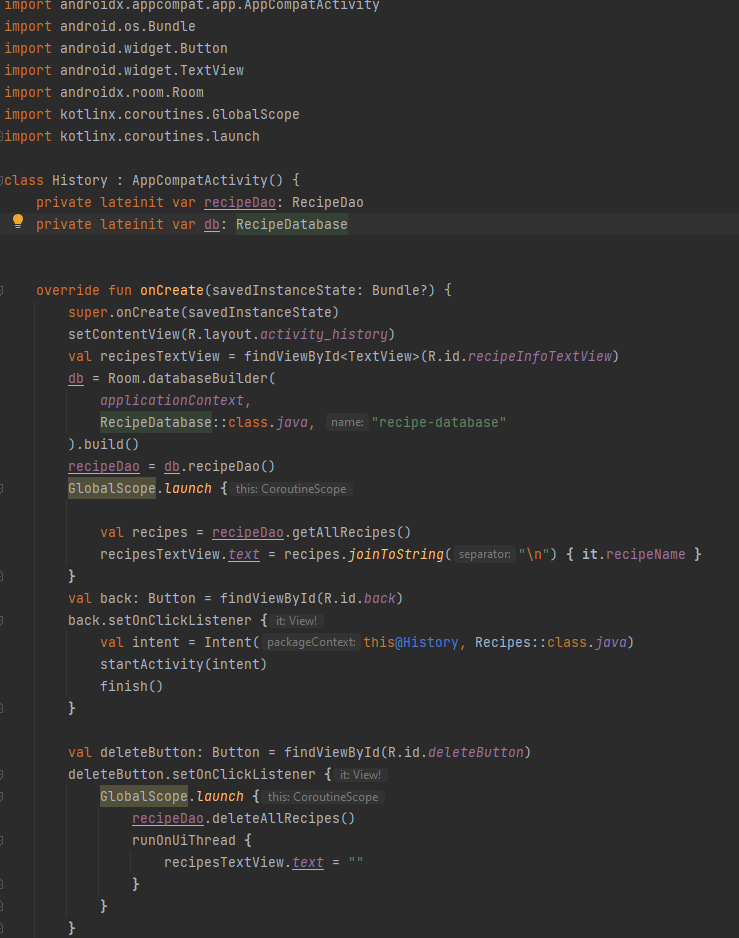 import androidx.appcompat.app.AppCompatActivity
import android.os.Bundle
import android.widget.Button
import android.widget.TextView
import androidx.room.Room
import kotlinx.coroutines.GlobalScope
import kotlinx.coroutines.launch
class History : AppCompatActivity() {
private lateinit var recipeDao: RecipeDao
private lateinit var db: RecipeDatabase
override fun onCreate(savedInstanceState: Bundle?) {
super.onCreate(savedInstanceState)
setContentView(R.layout.activity_history)
val recipesTextView = findViewById<TextView>(R.id.recipeInfoTextView)
db = Room.databaseBuilder(
applicationContext,
RecipeDatabase::class.java, name: "recipe-database"
).build()
recipeDao = db.recipeDao()
GlobalScope.launch { this: CoroutineScope
val recipes = recipeDao.getAllRecipes()
recipesTextView.text = recipes.joinToString( separator: "\n") { it.recipeName }
}
val back: Button = findViewById(R.id.back)
back.setOnClickListener { it: View!
val intent = Intent( packageContext: this@History, Recipes::class.java)
startActivity(intent)
finish()
}
val deleteButton: Button = findViewById(R.id.deleteButton)
deleteButton.setOnClickListener { it: View!
GlobalScope.launch { this: CoroutineScope
recipeDao.deleteAllRecipes()
runOnUiThread {
recipesTextView.text = ""
}
}
}